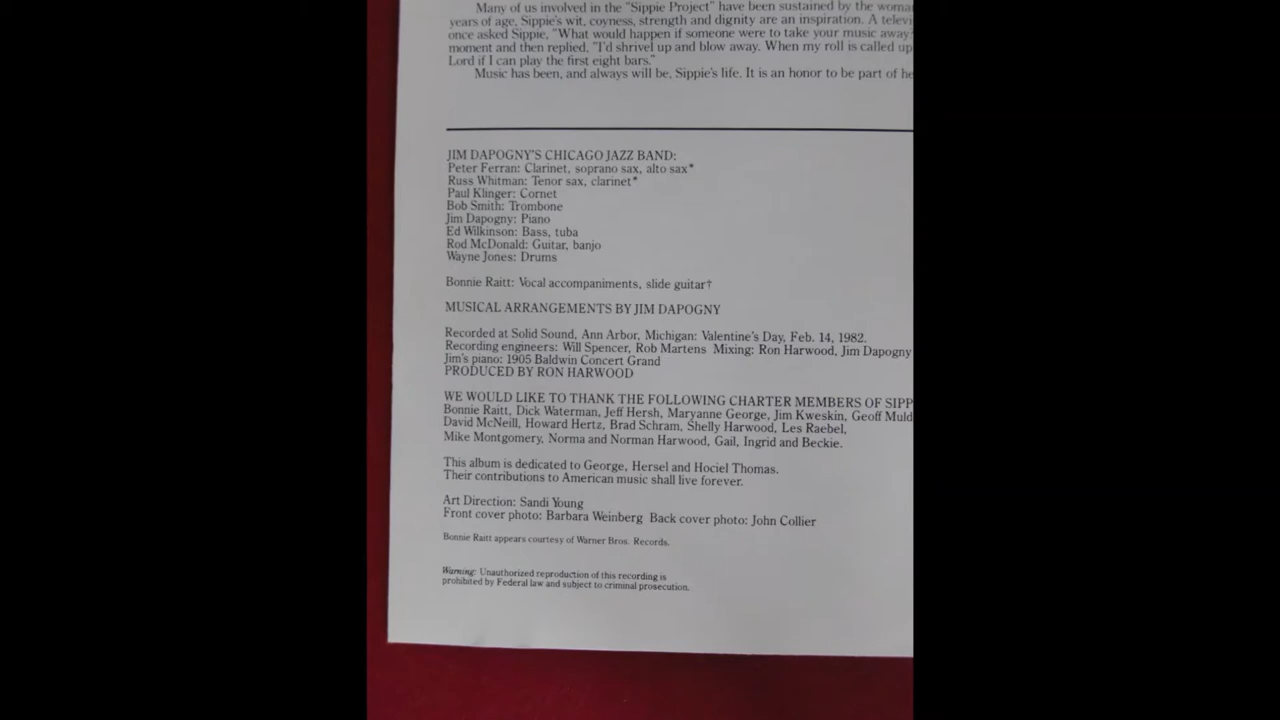 Many of us involved in the "Sippie Project" have been sustained by the woma
years of age, Sippie's wit, coyness, strength and dignity are an inspiration. A televi
once asked Sippie, "What would happen if someone were to take your music away?
moment and then replied, "I'd shrivel up and blow away. When my roll is called up
Lord if I can play the first eight bars."
Music has been, and always will be, Sippie's life. It is an honor to be part of he
JIM DAPOGNY'S CHICAGO JAZZ BAND:
Peter Ferran: Clarinet, soprano sax, alto sax*
Russ Whitman: Tenor sax, clarinet*
Paul Klinger: Cornet
Bob Smith: Trombone
Jim Dapogny: Piano
Ed Wilkinson: Bass, tuba
Rod McDonald: Guitar, banjo
Wayne Jones: Drums
Bonnie Raitt: Vocal accompaniments, slide guitar†
MUSICAL ARRANGEMENTS BY JIM DAPOGNY
Recorded at Solid Sound, Ann Arbor, Michigan: Valentine's Day, Feb. 14, 1982.
Recording engineers: Will Spencer, Rob Martens Mixing: Ron Harwood, Jim Dapogny
Jim's piano: 1905 Baldwin Concert Grand
PRODUCED BY RON HARWOOD
WE WOULD LIKE TO THANK THE FOLLOWING CHARTER MEMBERS OF SIPP
Bonnie Raitt, Dick Waterman, Jeff Hersh, Maryanne George, Jim Kweskin, Geoff Muld
David McNeill, Howard Hertz, Brad Schram, Shelly Harwood, Les Raebel,
Mike Montgomery, Norma and Norman Harwood, Gail, Ingrid and Beckie.
This album is dedicated to George, Hersel and Hociel Thomas.
Their contributions to American music shall live forever.
Art Direction: Sandi Young
Front cover photo: Barbara Weinberg Back cover photo: John Collier
Bonnie Raitt appears courtesy of Warner Bros. Records.
Warning: Unauthorized reproduction of this recording is
prohibited by Federal law and subject to criminal prosecution.